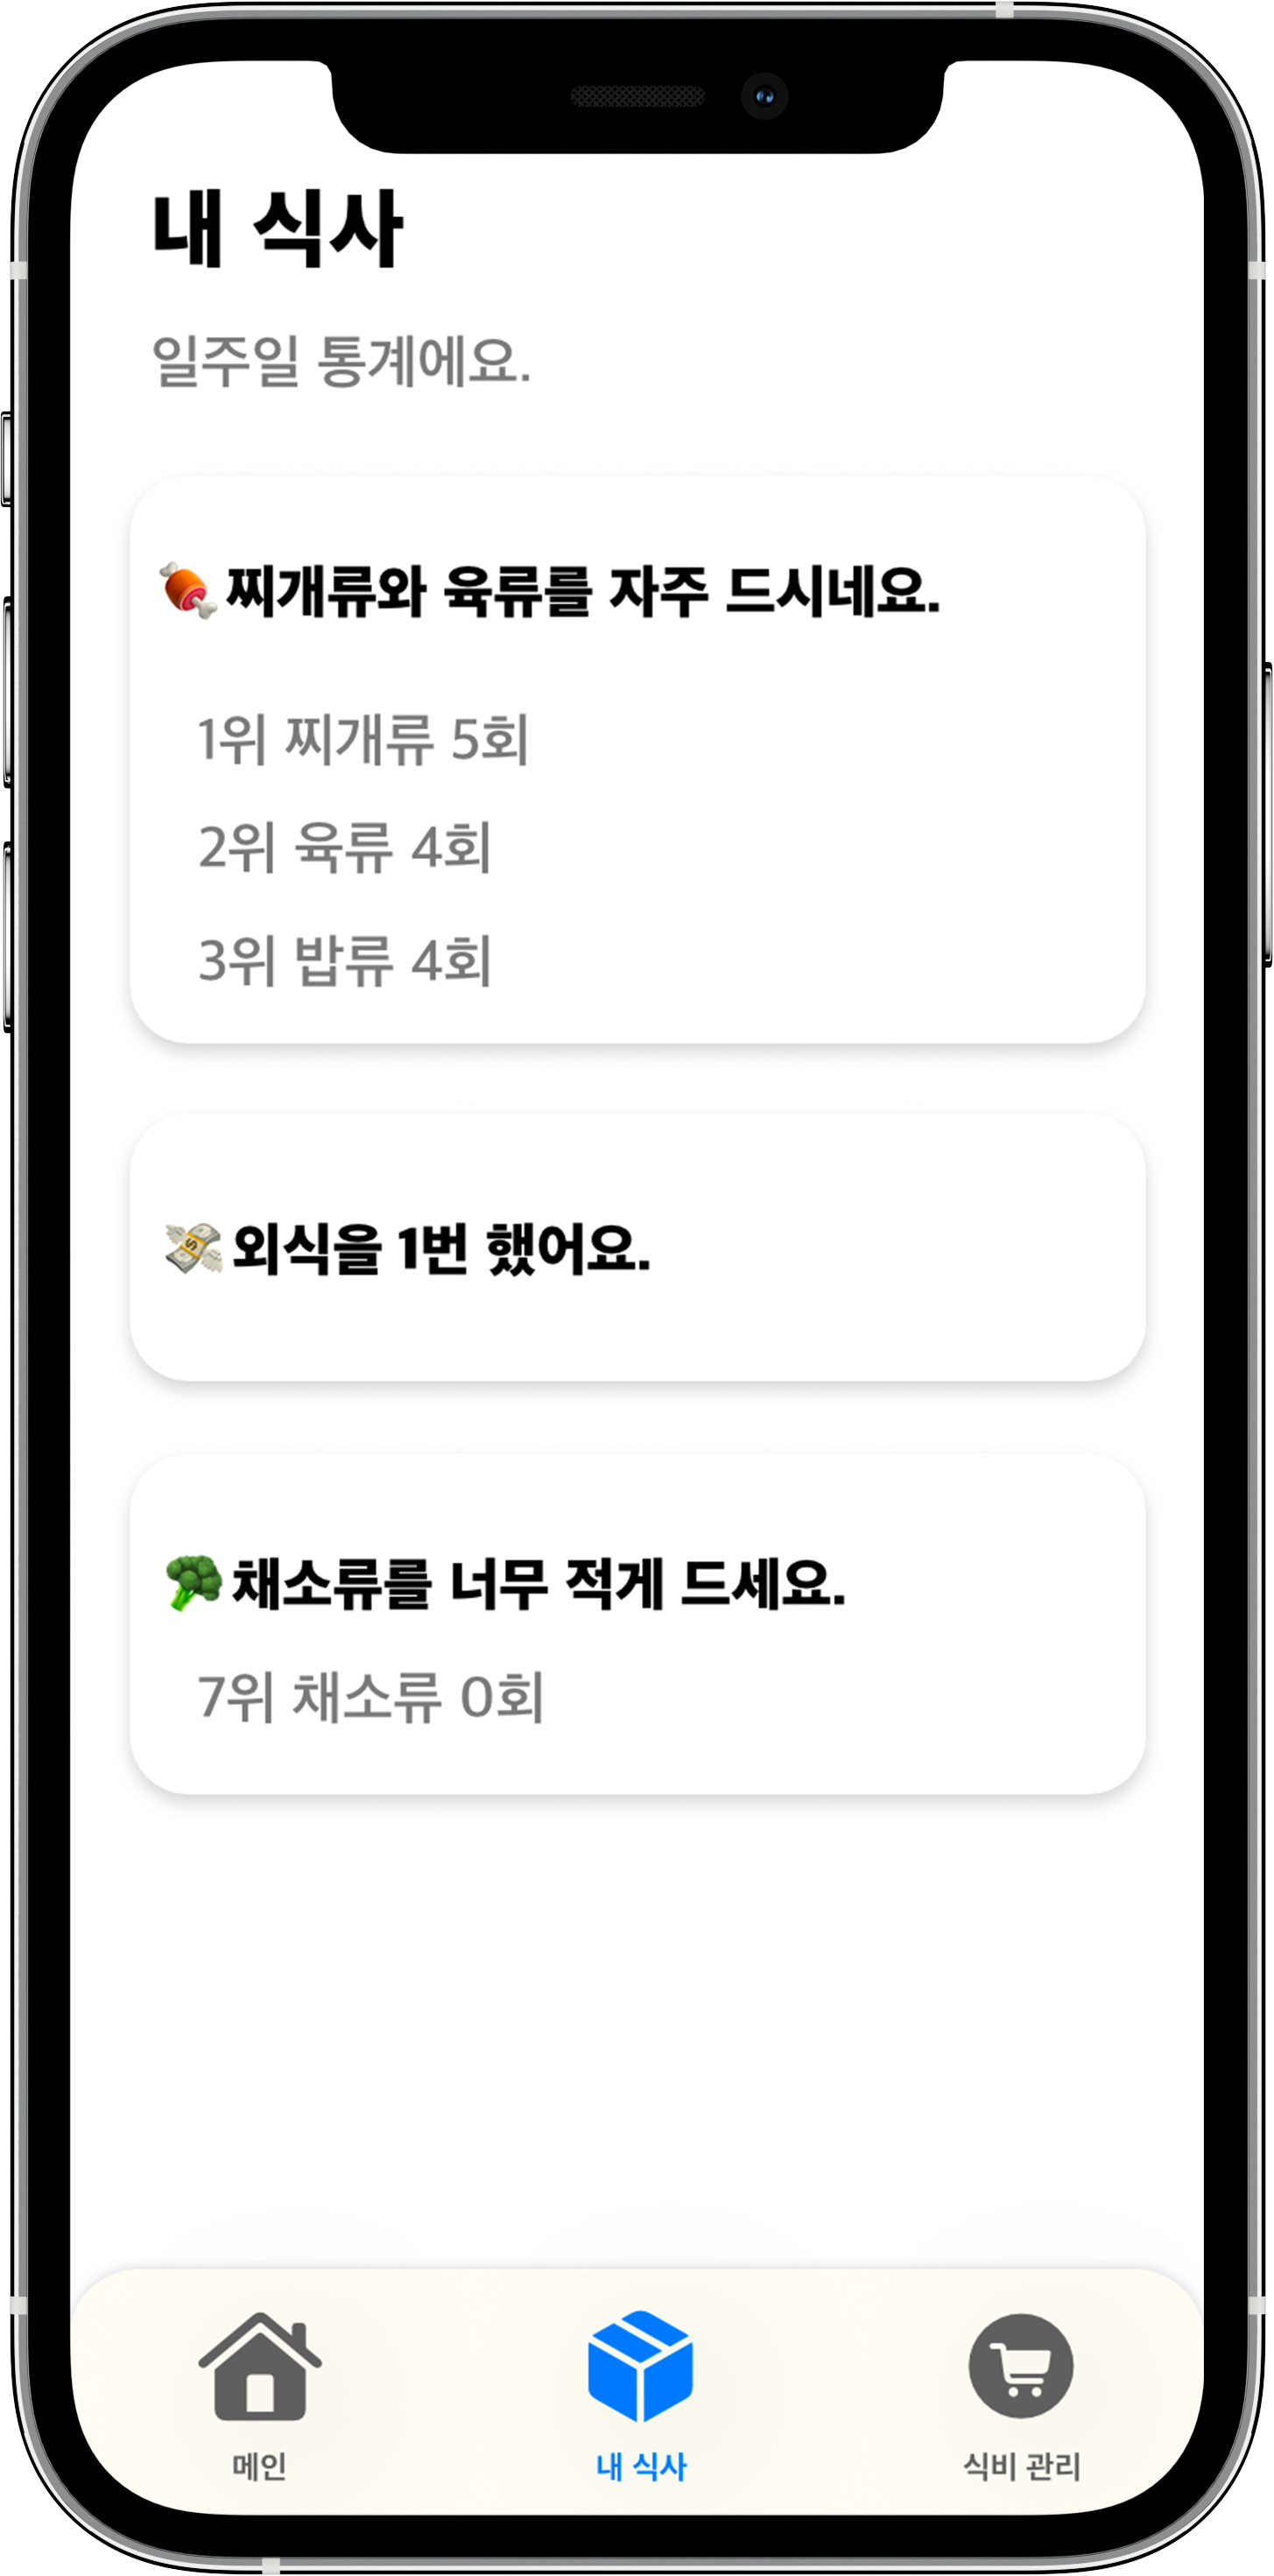 내 식사
일주일 통계에요.
🍖 찌개류와 육류를 자주 드시네요.
1위 찌개류 5회
2위 육류 4회
3위 밥류 4회
💸 외식을 1번 했어요.
🥦 채소류를 너무 적게 드세요.
7위 채소류 0회
메인
내 식사
식비 관리